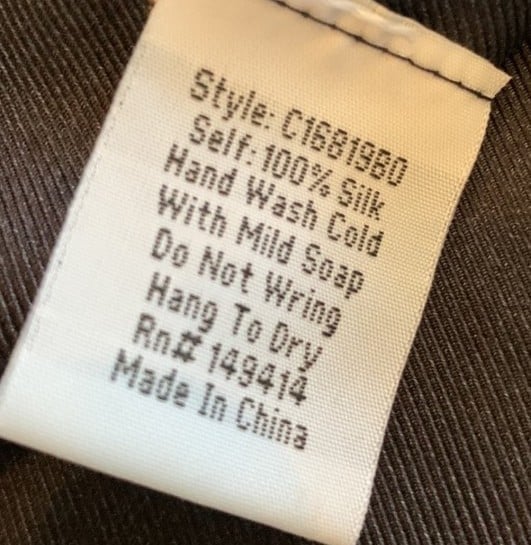 Style: C1681980
Self: 100% Silk
Hand Wash Cold
With Mild Soap
Do Not Wring
Hang To Dry
Rn# 149414
Made In China